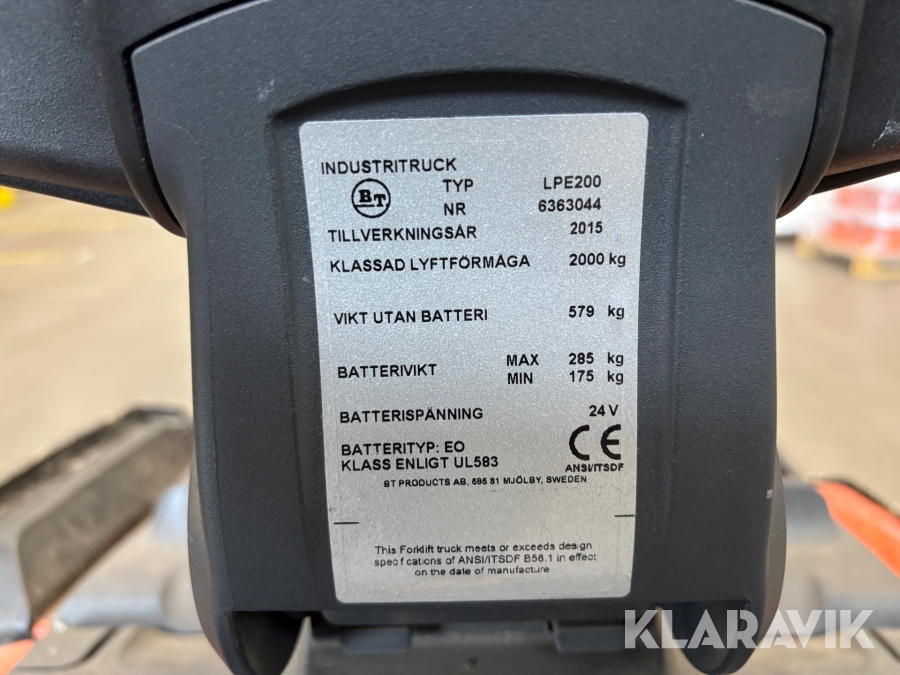 INDUSTRITRUCK
BT TYP LPE200
NR 6363044
TILLVERKNINGSÅR 2015
KLASSAD LYFTFÖRMÅGA 2000 kg
VIKT UTAN BATTERI 579 kg
BATTERIVIKT MAX 285 kg
MIN 175 kg
BATTERISPÄNNING 24 V
BATTERITYP: EO
KLASS ENLIGT UL583
CE
ANSI/ITSDF
BT PRODUCTS AB, 595 81 MJÖLBY, SWEDEN
This Forklift truck meets or exceeds design
specifications of ANSI/ITSDF B56.1 in effect
on the date of manufacture
KLARAVIK